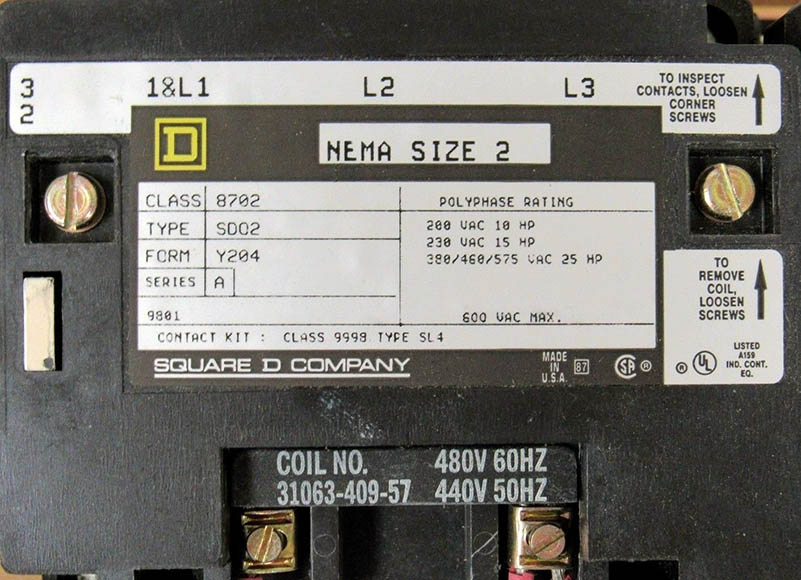 3 1&L1 L2 L3
2
TO INSPECT
CONTACTS, LOOSEN
CORNER
SCREWS
D
NEMA SIZE 2
CLASS 8702
TYPE SDO2
FORM Y204
SERIES A
9801
POLYPHASE RATING
200 VAC 10 HP
230 VAC 15 HP
380/460/575 VAC 25 HP
600 VAC MAX.
CONTACT KIT : CLASS 9998 TYPE SL4
SQUARE D COMPANY
MADE
IN
U.S.A.
87
SA ®
TO
REMOVE
COIL,
LOOSEN
SCREWS
® UL
LISTED
A159
IND. CONT.
EQ.
COIL NO. 480V 60HZ
31063-409-57 440V 50HZ